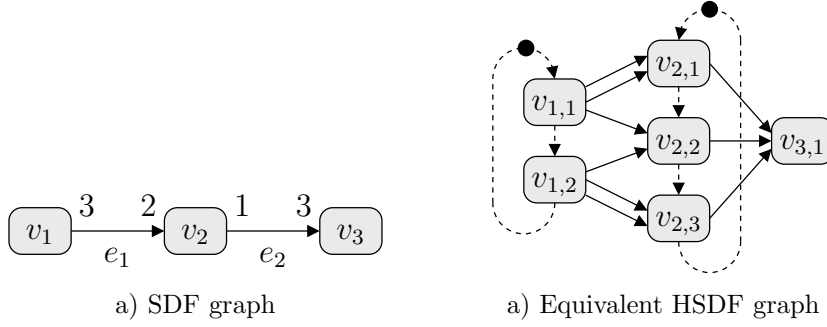 3 2 1 3
v₁ v₂ v₃
e₁ e₂
a) SDF graph
v₂,₁
v₁,₁
v₂,₂ v₃,₁
v₁,₂
v₂,₃
a) Equivalent HSDF graph